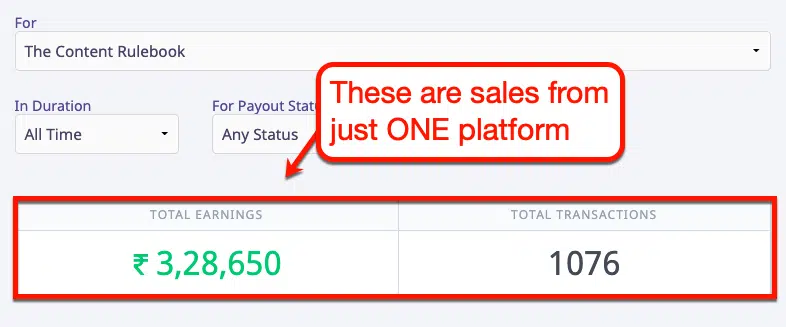 For
The Content Rulebook
In Duration
For Payout Stat
All Time
Any Status
These are sales from
just ONE platform
TOTAL EARNINGS
TOTAL TRANSACTIONS
₹ 3,28,650
1076